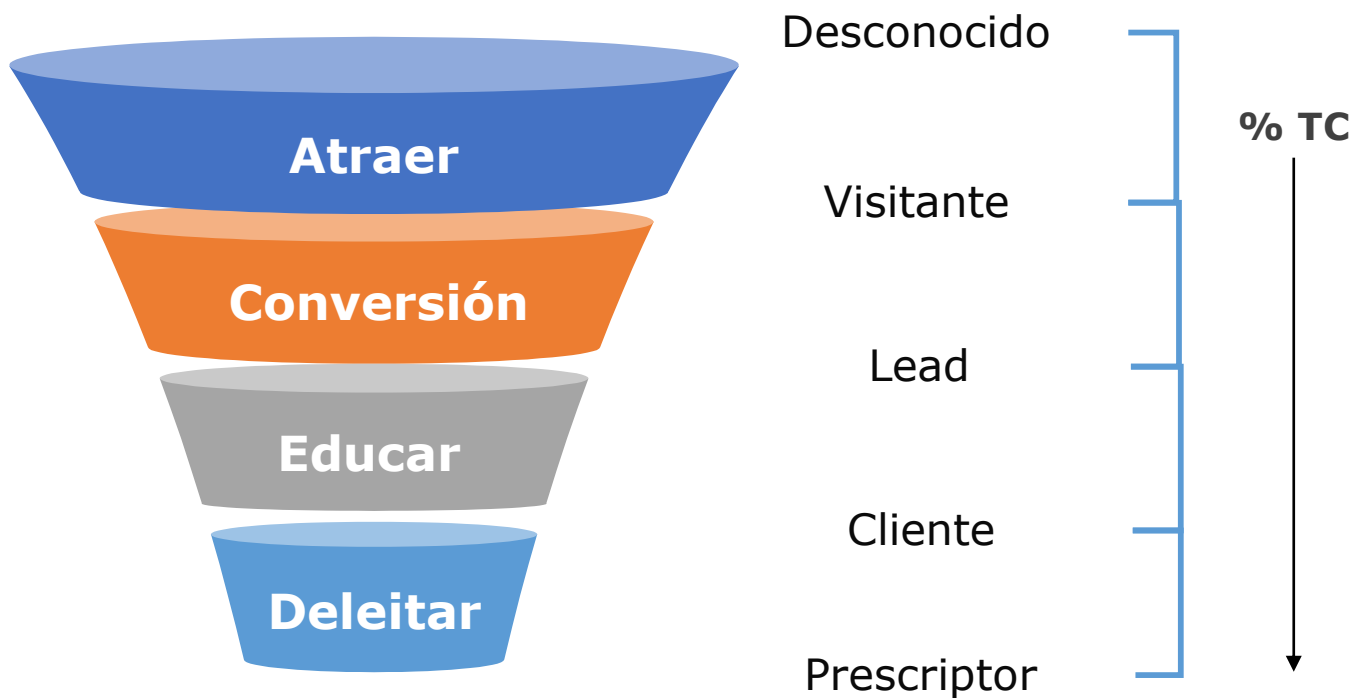 Atraer
Conversión
Educar
Deleitar
Desconocido
Visitante
Lead
Cliente
Prescriptor
% TC